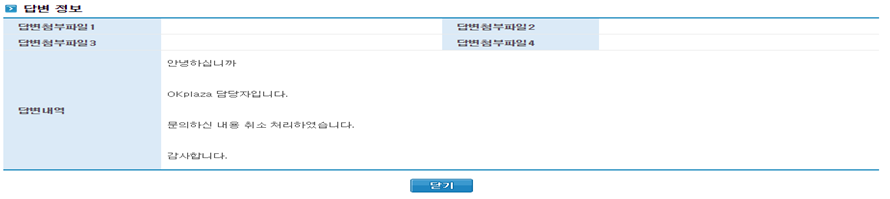 답변 정보
답변첨부파일1 답변첨부파일2
답변첨부파일3 답변첨부파일4
답변내역
안녕하십니까
OKplaza 담당자입니다.
문의하신 내용 취소 처리하였습니다.
감사합니다.
닫기